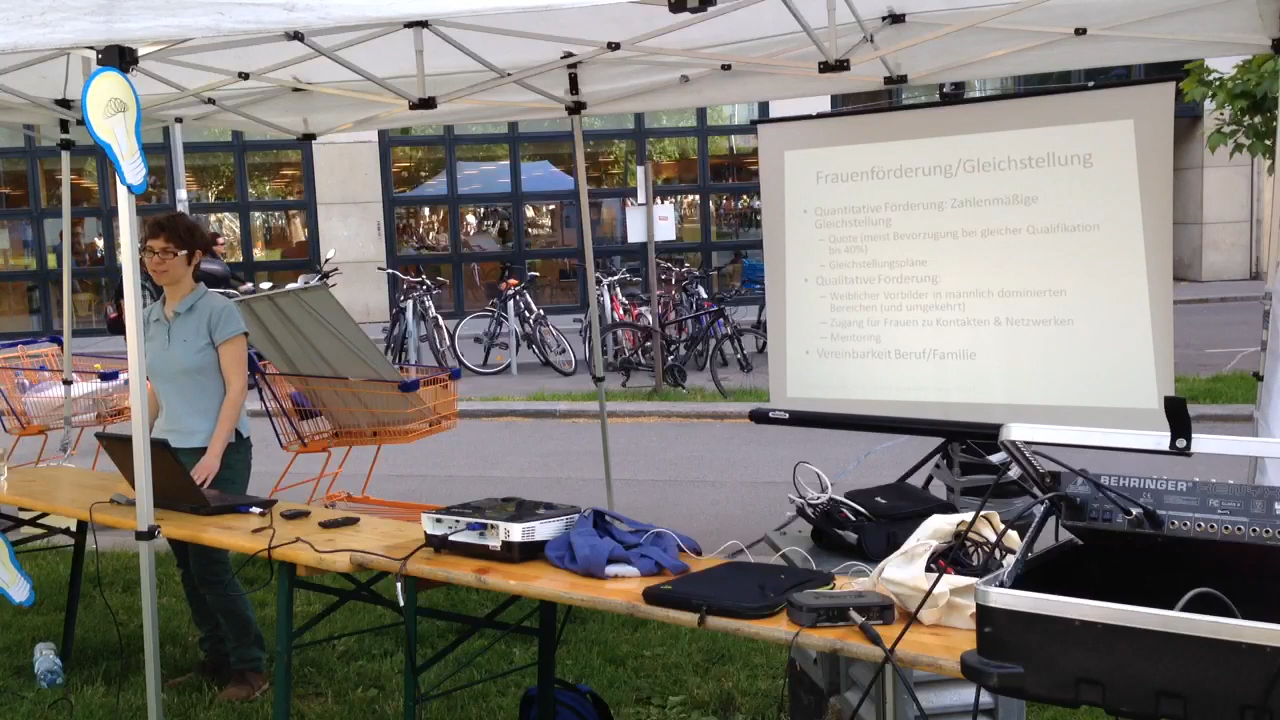 Frauenförderung/Gleichstellung
• Quantitative Förderung: Zahlenmäßige
Gleichstellung
– Quote (meist Bevorzugung bei gleicher Qualifikation
bis 40%)
– Gleichstellungspläne
• Qualitative Förderung:
– Weiblicher Vorbilder in männlich dominierten
Bereichen (und umgekehrt)
– Zugang für Frauen zu Kontakten & Netzwerken
– Mentoring
• Vereinbarkeit Beruf/Familie
BEHRINGER